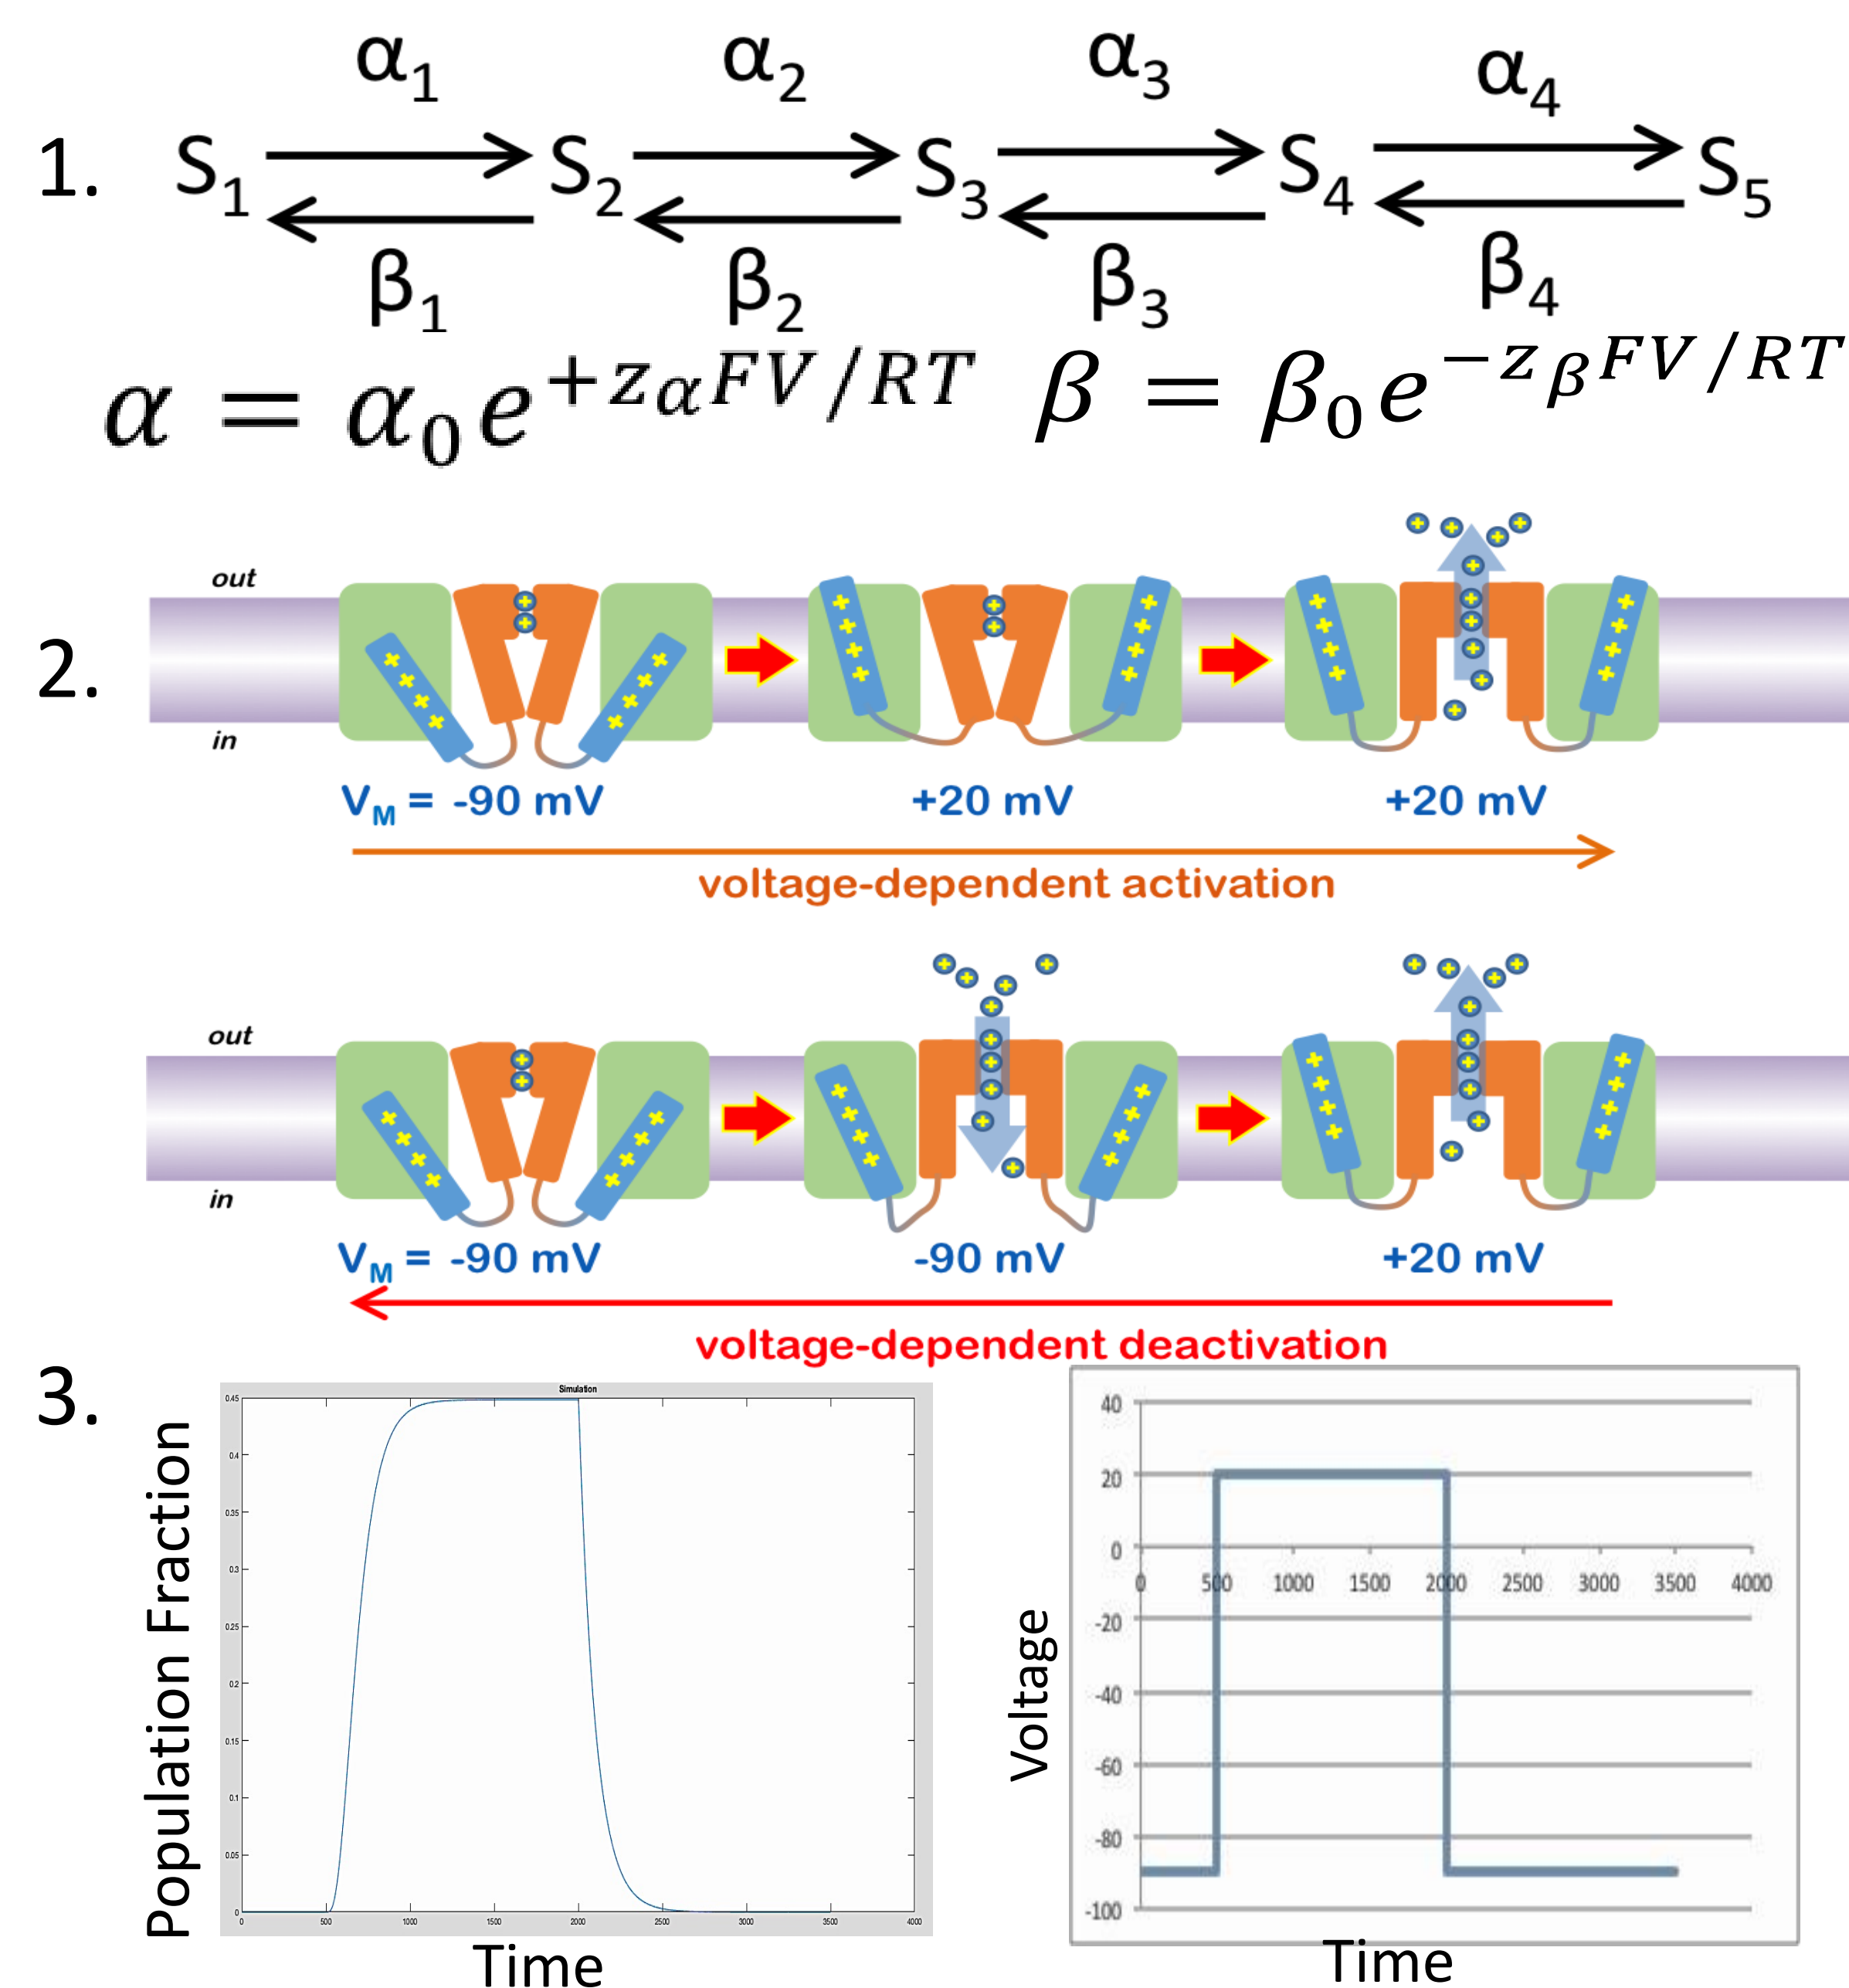 α₁ α₂ α₃ α₄
1. S₁ S₂ S₃ S₄ S₅
β₁ β₂ β₃ β₄
α = α₀e^{+z_αFV/RT} β = β₀e^{-z_βFV/RT}
2.
out
in
V_M = -90 mV +20 mV +20 mV
voltage-dependent activation
out
in
V_M = -90 mV -90 mV +20 mV
voltage-dependent deactivation
3.
Simulation
Population Fraction
0.45
0.4
0.35
0.3
0.25
0.2
0.15
0.1
0.05
0
0 500 1000 1500 2000 2500 3000 3500 4000
Time
Voltage
40
20
0
-20
-40
-60
-80
-100
0 500 1000 1500 2000 2500 3000 3500 4000
Time